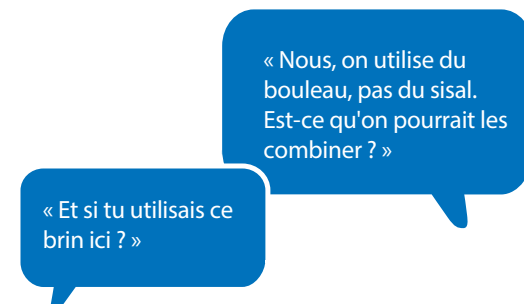 « Nous, on utilise du
bouleau, pas du sisal.
Est-ce qu'on pourrait les
combiner ? »
« Et si tu utilisais ce
brin ici ? »